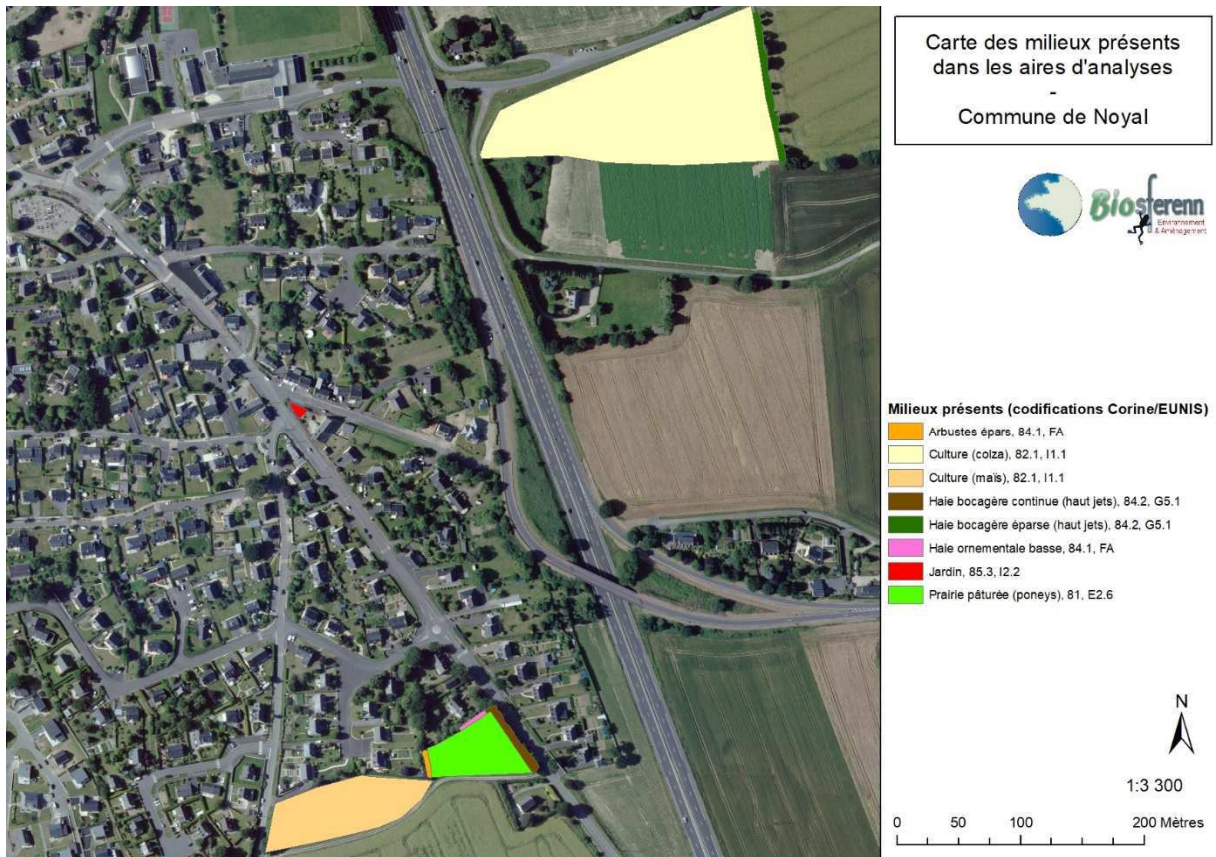 Carte des milieux présents
dans les aires d'analyses
-
Commune de Noyal
Biosferenn
Environnement
& Aménagement
Milieux présents (codifications Corine/EUNIS)
Arbustes épars, 84.1, FA
Culture (colza), 82.1, I1.1
Culture (maïs), 82.1, I1.1
Haie bocagère continue (haut jets), 84.2, G5.1
Haie bocagère éparse (haut jets), 84.2, G5.1
Haie ornementale basse, 84.1, FA
Jardin, 85.3, I2.2
Prairie pâturée (poneys), 81, E2.6
N
1:3 300
0 50 100 200 Mètres